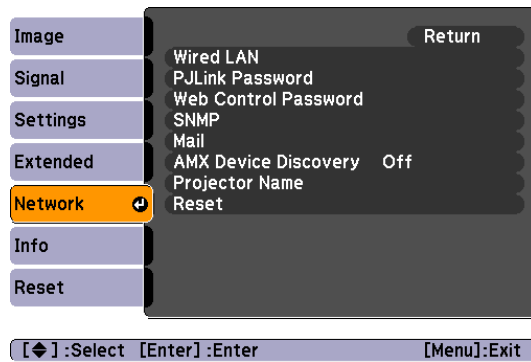 Image
Signal
Settings
Extended
Network
Info
Reset
Return
Wired LAN
PJLink Password
Web Control Password
SNMP
Mail
AMX Device Discovery Off
Projector Name
Reset
[◆] :Select [Enter] :Enter [Menu]:Exit